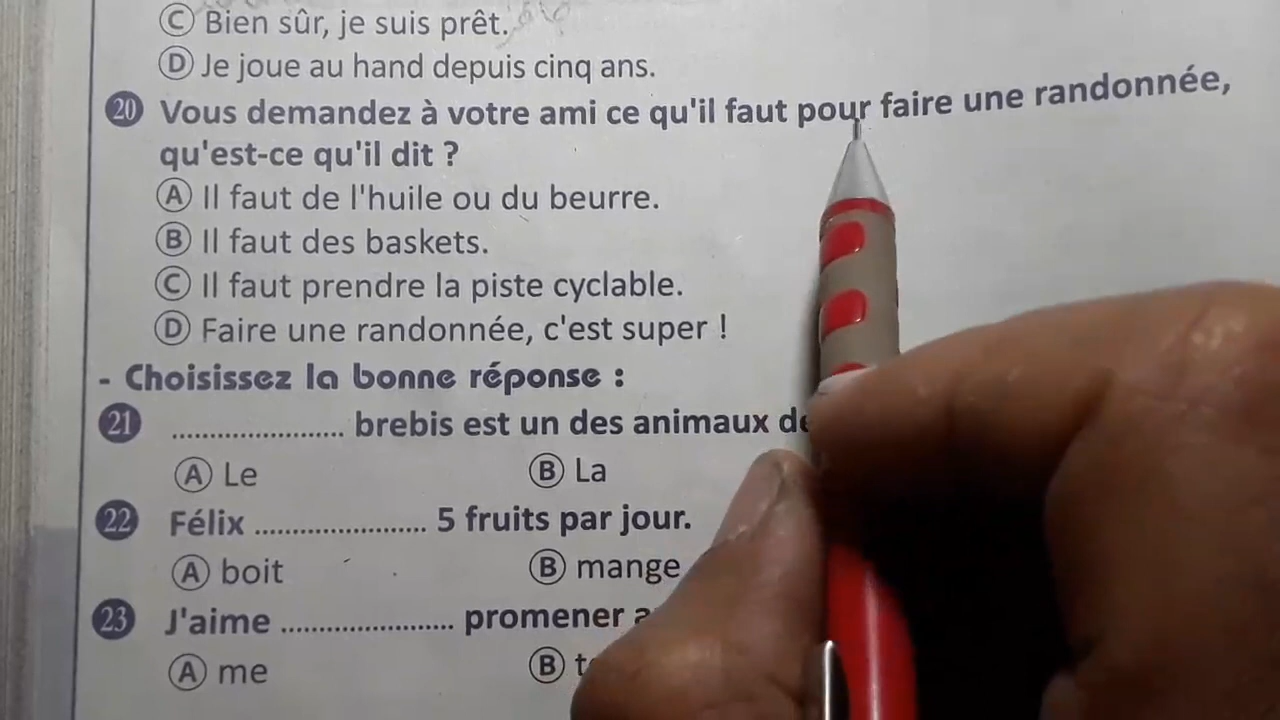 C Bien sûr, je suis prêt.
D Je joue au hand depuis cinq ans.
20 Vous demandez à votre ami ce qu'il faut pour faire une randonnée,
qu'est-ce qu'il dit ?
A Il faut de l'huile ou du beurre.
B Il faut des baskets.
C Il faut prendre la piste cyclable.
D Faire une randonnée, c'est super !
- Choisissez la bonne réponse :
21 ...................... brebis est un des animaux
A Le B La
22 Félix ...................... 5 fruits par jour.
A boit B mange
23 J'aime ...................... promener
A me B